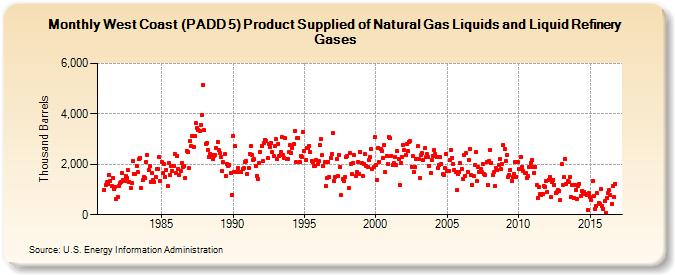 Monthly West Coast (PADD 5) Product Supplied of Natural Gas Liquids and Liquid Refinery
Gases
Thousand Barrels
6,000
4,000
2,000
0
1985
1990
1995
2000
2005
2010
2015
Source: U.S. Energy Information Administration